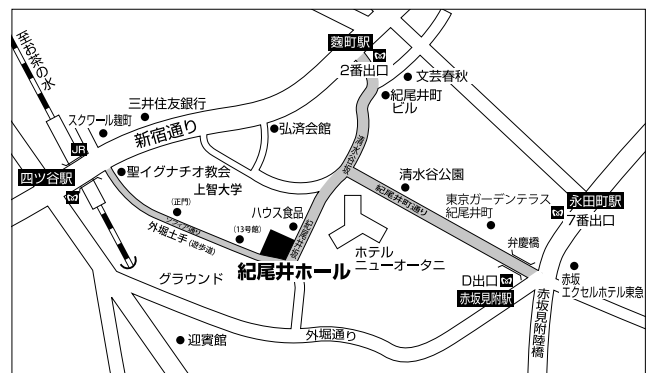 至お茶の水
麹町駅
2番出口
文芸春秋
紀尾井町
ビル
三井住友銀行
スクワール麹町
新宿通り
弘済会館
清水谷坂
JR
四ツ谷駅
聖イグナチオ教会
上智大学
清水谷公園
紀尾井町通り
東京ガーデンテラス
紀尾井町
永田町駅
7番出口
(正門)
ソフィア通り
外堀土手(遊歩道)
(13号館)
ハウス食品
紀尾井坂
弁慶橋
ホテル
ニューオータニ
紀尾井ホール
グラウンド
D出口
赤坂見附駅
赤坂
エクセルホテル東急
赤坂見附陸橋
外堀通り
迎賓館